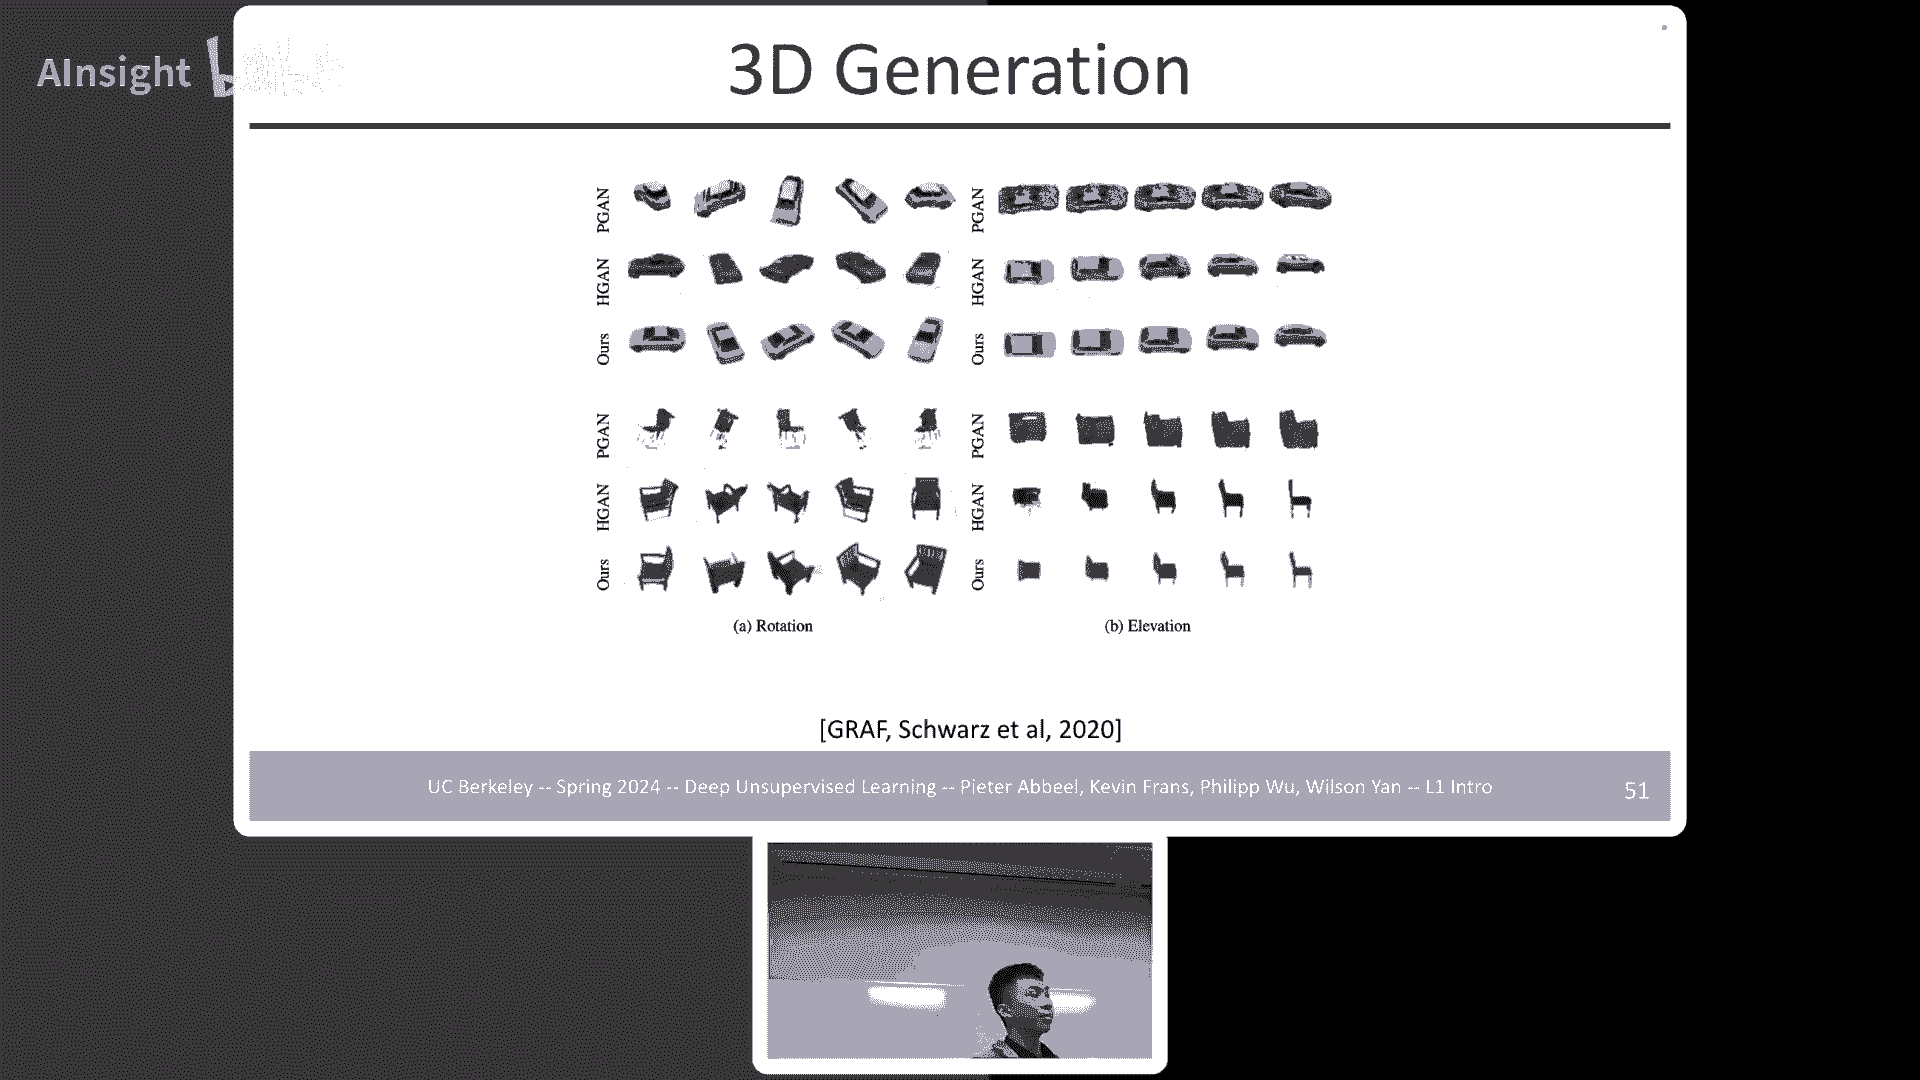 AInsight
3D Generation
PGAN
HGAN
Ours
PGAN
HGAN
Ours
(a) Rotation
PGAN
HGAN
Ours
PGAN
HGAN
Ours
(b) Elevation
[GRAF, Schwarz et al, 2020]
UC Berkeley -- Spring 2024 -- Deep Unsupervised Learning -- Pieter Abbeel, Kevin Frans, Philipp Wu, Wilson Yan -- L1 Intro
51